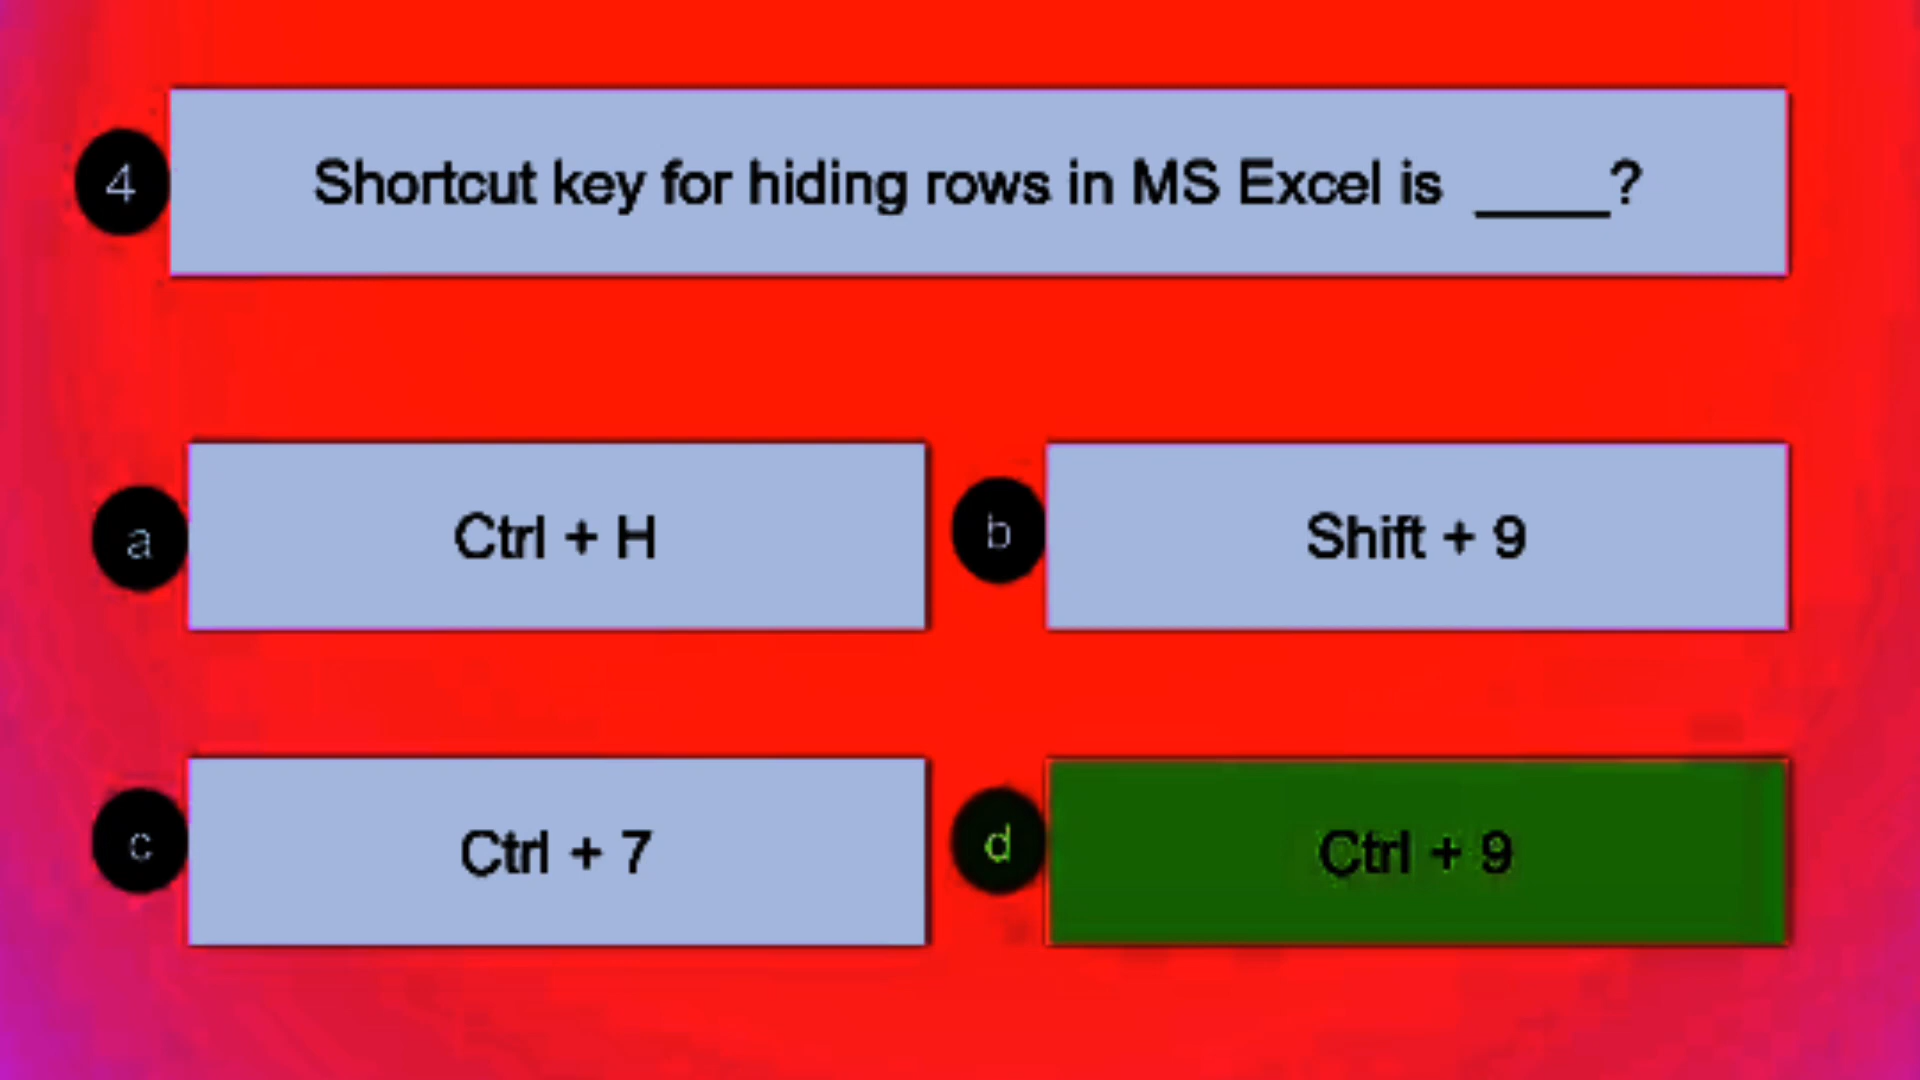 4
Shortcut key for hiding rows in MS Excel is ____?
a
Ctrl + H
b
Shift + 9
c
Ctrl + 7
d
Ctrl + 9